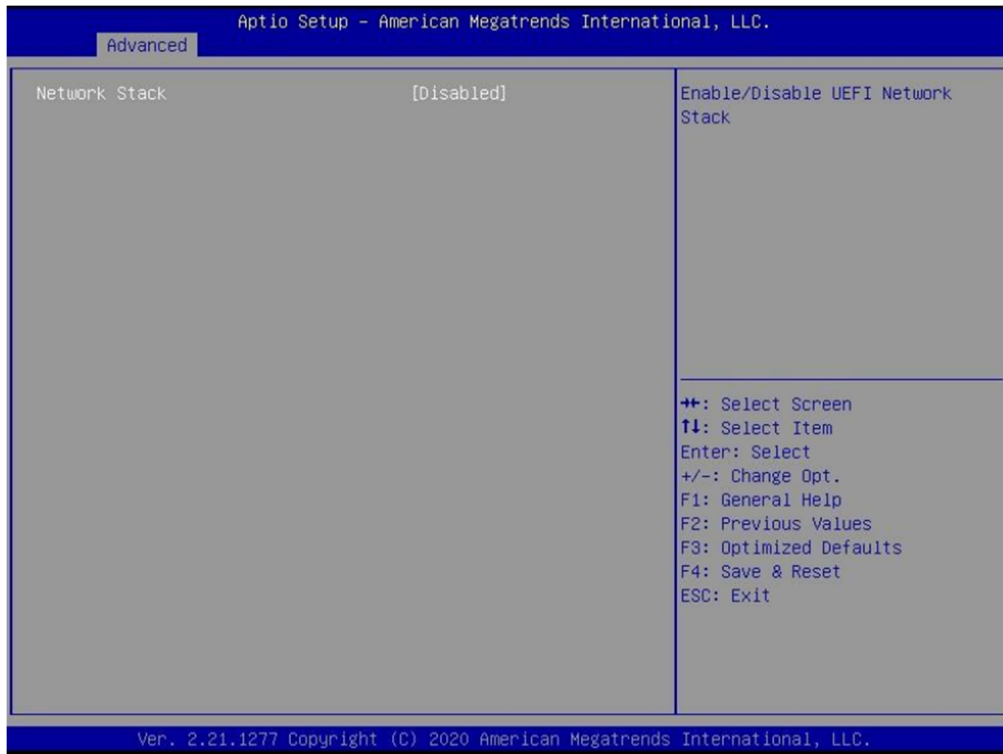 Aptio Setup – American Megatrends International, LLC.
Advanced
Network Stack [Disabled]
Enable/Disable UEFI Network
Stack
→←: Select Screen
↑↓: Select Item
Enter: Select
+/-: Change Opt.
F1: General Help
F2: Previous Values
F3: Optimized Defaults
F4: Save & Reset
ESC: Exit
Ver. 2.21.1277 Copyright (C) 2020 American Megatrends International, LLC.